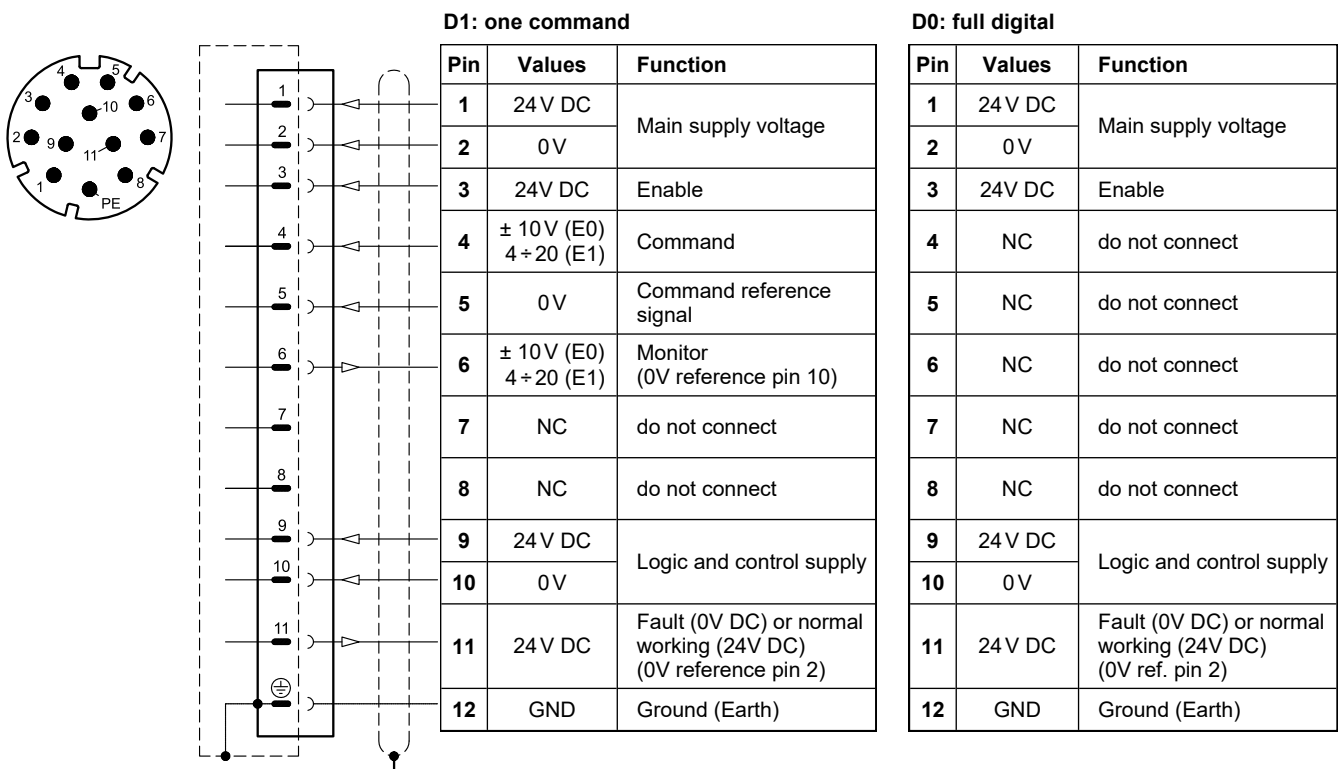 4
5
3
10
6
2
9
7
11
1
8
PE
1
2
3
4
5
6
7
8
9
10
11
D1: one command
Pin Values Function
1 24 V DC Main supply voltage
2 0 V
3 24V DC Enable
4 ± 10 V (E0) Command
4 ÷ 20 (E1)
5 0 V Command reference
signal
6 ± 10 V (E0) Monitor
4 ÷ 20 (E1) (0V reference pin 10)
7 NC do not connect
8 NC do not connect
9 24 V DC Logic and control supply
10 0 V
11 24 V DC Fault (0V DC) or normal
working (24V DC)
(0V reference pin 2)
12 GND Ground (Earth)
D0: full digital
Pin Values Function
1 24 V DC Main supply voltage
2 0 V
3 24V DC Enable
4 NC do not connect
5 NC do not connect
6 NC do not connect
7 NC do not connect
8 NC do not connect
9 24 V DC Logic and control supply
10 0 V
11 24 V DC Fault (0V DC) or normal
working (24V DC)
(0V ref. pin 2)
12 GND Ground (Earth)